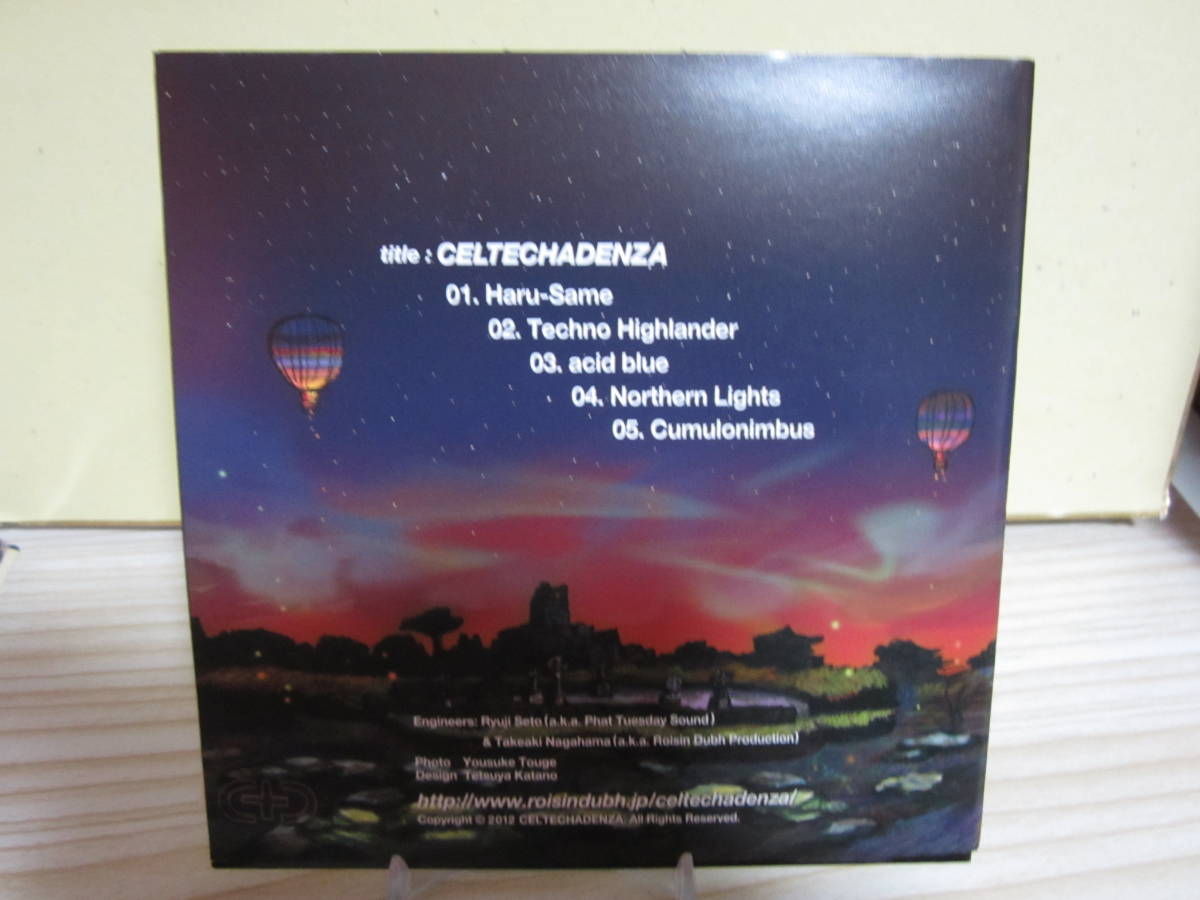 title : CELTECHADENZA
01. Haru-Same
02. Techno Highlander
03. acid blue
04. Northern Lights
05. Cumulonimbus
Engineers: Ryuji Seto (a.k.a. Phat Tuesday Sound)
& Takeaki Nagahama (a.k.a. Roisin Dubh Production)
Photo Yousuke Touge
Design Tetsuya Katano
http://www.roisindubh.jp/celtechadenza/
Copyright © 2012 CELTECHADENZA. All Rights Reserved.